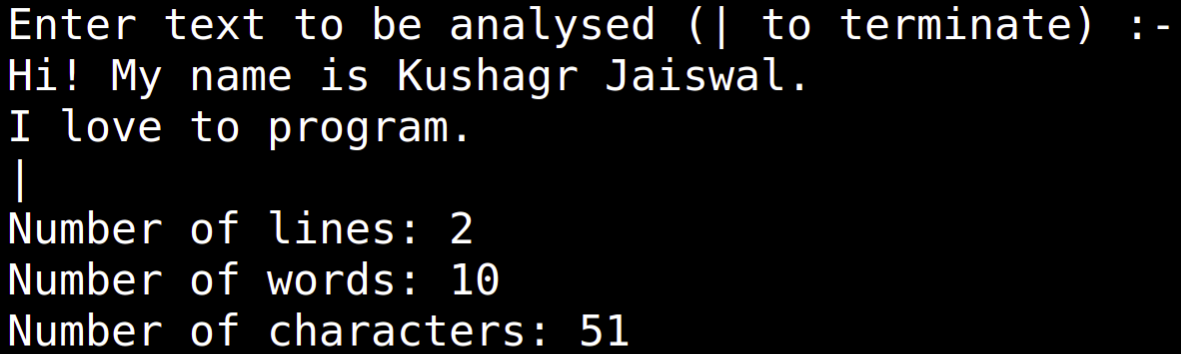 Enter text to be analysed (| to terminate) :-
Hi! My name is Kushagr Jaiswal.
I love to program.
|
Number of lines: 2
Number of words: 10
Number of characters: 51